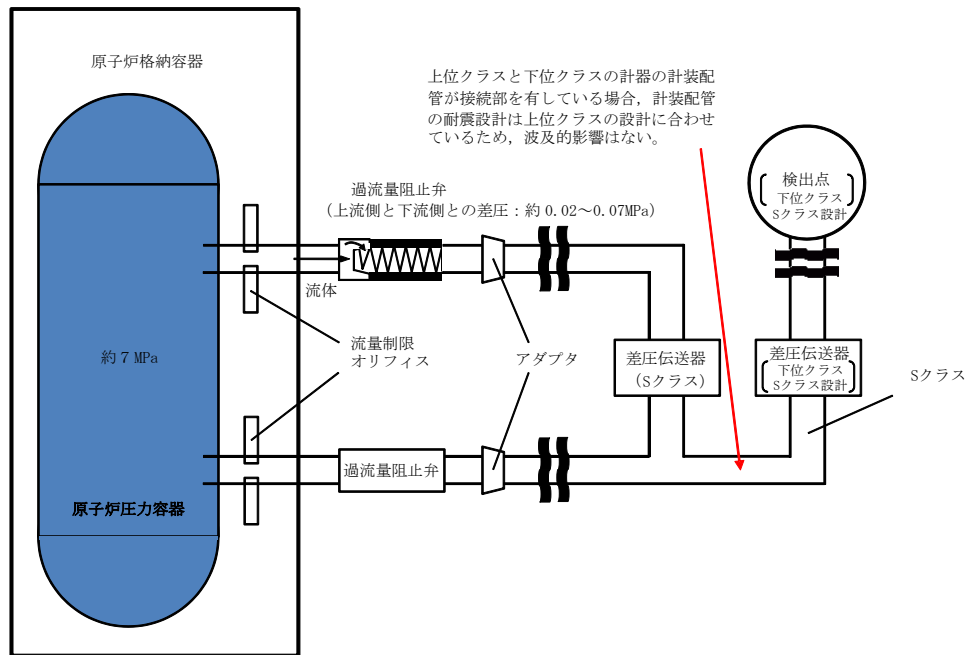 原子炉格納容器
上位クラスと下位クラスの計器の計装配
管が接続部を有している場合，計装配管
の耐震設計は上位クラスの設計に合わせ
ているため，波及的影響はない。
検出点
下位クラス
Sクラス設計
過流量阻止弁
（上流側と下流側との差圧：約 0.02～0.07MPa）
流体
約 7 MPa
流量制限
オリフィス
アダプタ
差圧伝送器
（Sクラス）
差圧伝送器
下位クラス
Sクラス設計
Sクラス
過流量阻止弁
原子炉圧力容器